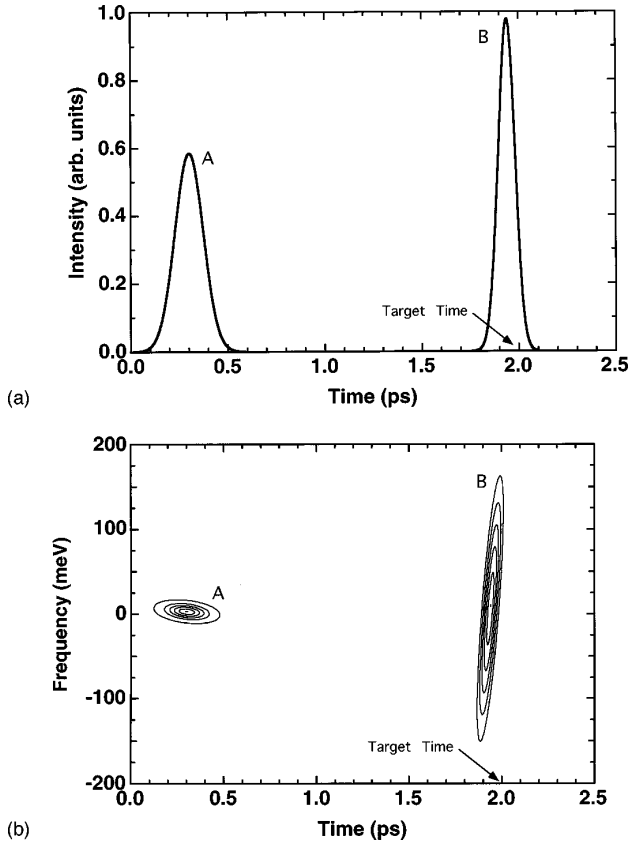 1.0
0.8
0.6
0.4
0.2
0.0
Intensity (arb. units)
A
B
Target Time
0.0 0.5 1.0 1.5 2.0 2.5
Time (ps)
(a)
200
100
0
-100
-200
Frequency (meV)
A
B
Target Time
0.0 0.5 1.0 1.5 2.0 2.5
Time (ps)
(b)